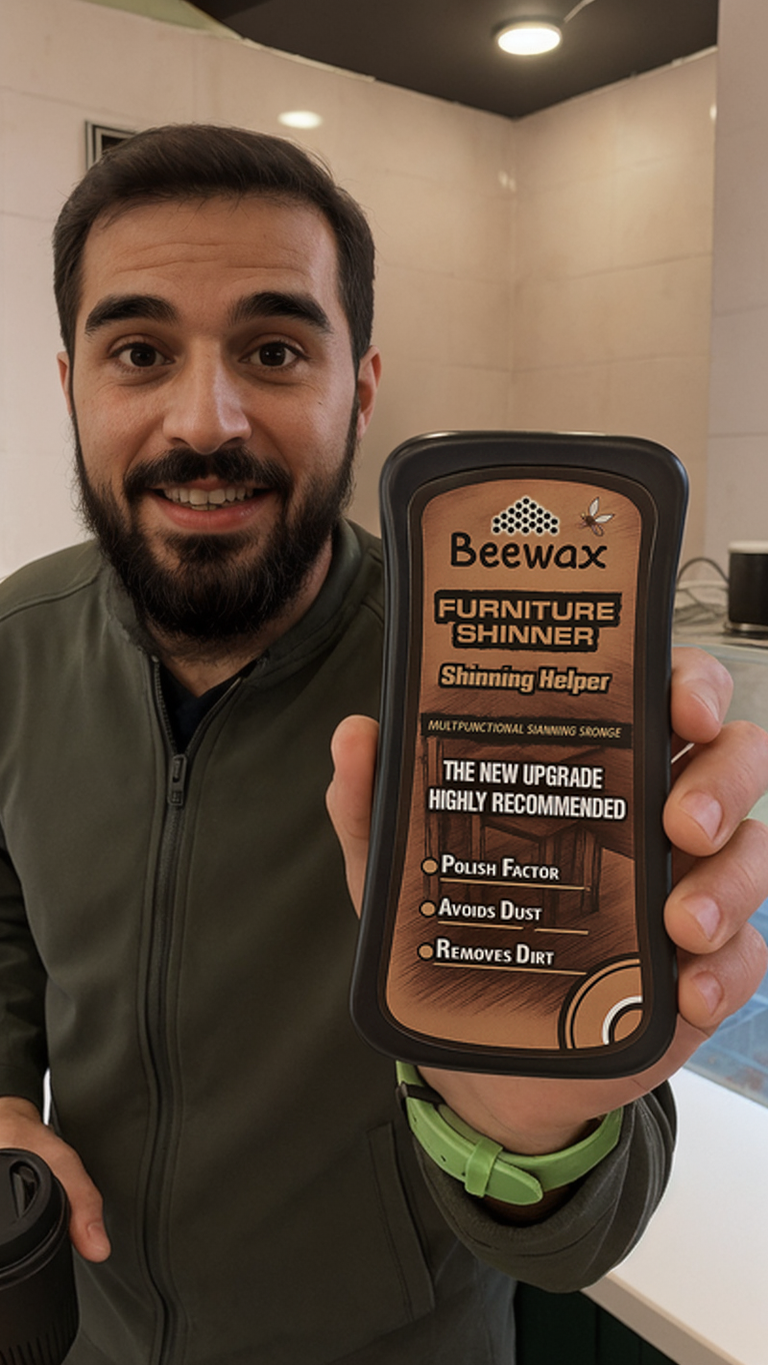 Beewax
FURNITURE
SHINNER
Shinning Helper
MULTPUNCTIONAL SIANNING SRONGE
THE NEW UPGRADE
HIGHLY RECOMMENDED
POLISH FACTOR
AVOIDS DUST
REMOVES DIRT